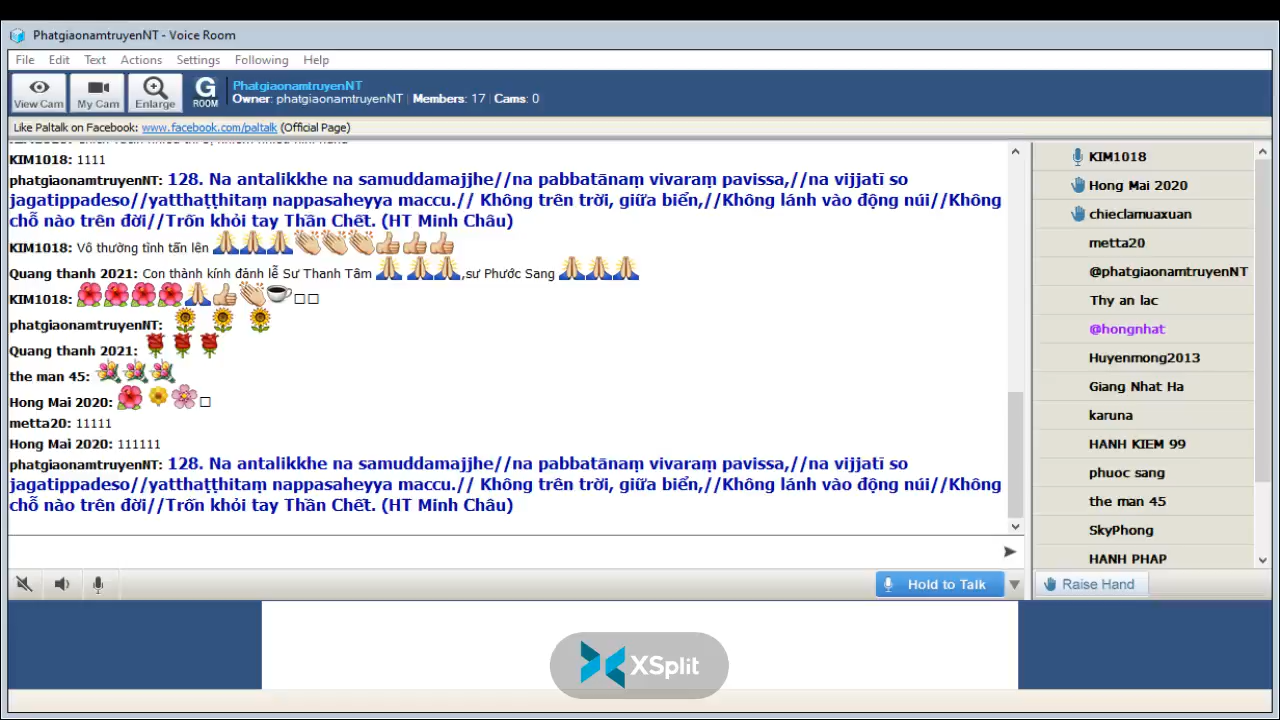 PhatgiaonamtruyenNT - Voice Room
File Edit Text Actions Settings Following Help
View Cam My Cam Enlarge G ROOM
PhatgiaonamtruyenNT
Owner: phatgiaonamtruyenNT | Members: 17 | Cams: 0
Like Paltalk on Facebook: www.facebook.com/paltalk (Official Page)
KIM1018: 1111
phatgiaonamtruyenNT: 128. Na antalikkhe na samuddamajjhe//na pabbatānaṃ vivaraṃ pavissa,//na vijjatī so
jagatippadeso//yatthaṭṭhitaṃ nappasaheyya maccu.// Không trên trời, giữa biển,//Không lánh vào động núi//Không
chỗ nào trên đời//Trốn khỏi tay Thần Chết. (HT Minh Châu)
KIM1018: Vô thường tinh tấn lên
Quang thanh 2021: Con thành kính đảnh lễ Sư Thanh Tâm ,sư Phước Sang
KIM1018:
phatgiaonamtruyenNT:
Quang thanh 2021:
the man 45:
Hong Mai 2020:
metta20: 11111
Hong Mai 2020: 111111
phatgiaonamtruyenNT: 128. Na antalikkhe na samuddamajjhe//na pabbatānaṃ vivaraṃ pavissa,//na vijjatī so
jagatippadeso//yatthaṭṭhitaṃ nappasaheyya maccu.// Không trên trời, giữa biển,//Không lánh vào động núi//Không
chỗ nào trên đời//Trốn khỏi tay Thần Chết. (HT Minh Châu)
Hold to Talk
KIM1018
Hong Mai 2020
chieclamuaxuan
metta20
@phatgiaonamtruyenNT
Thy an lac
@hongnhat
Huyenmong2013
Giang Nhat Ha
karuna
HANH KIEM 99
phuoc sang
the man 45
SkyPhong
HANH PHAP
Raise Hand
XSplit